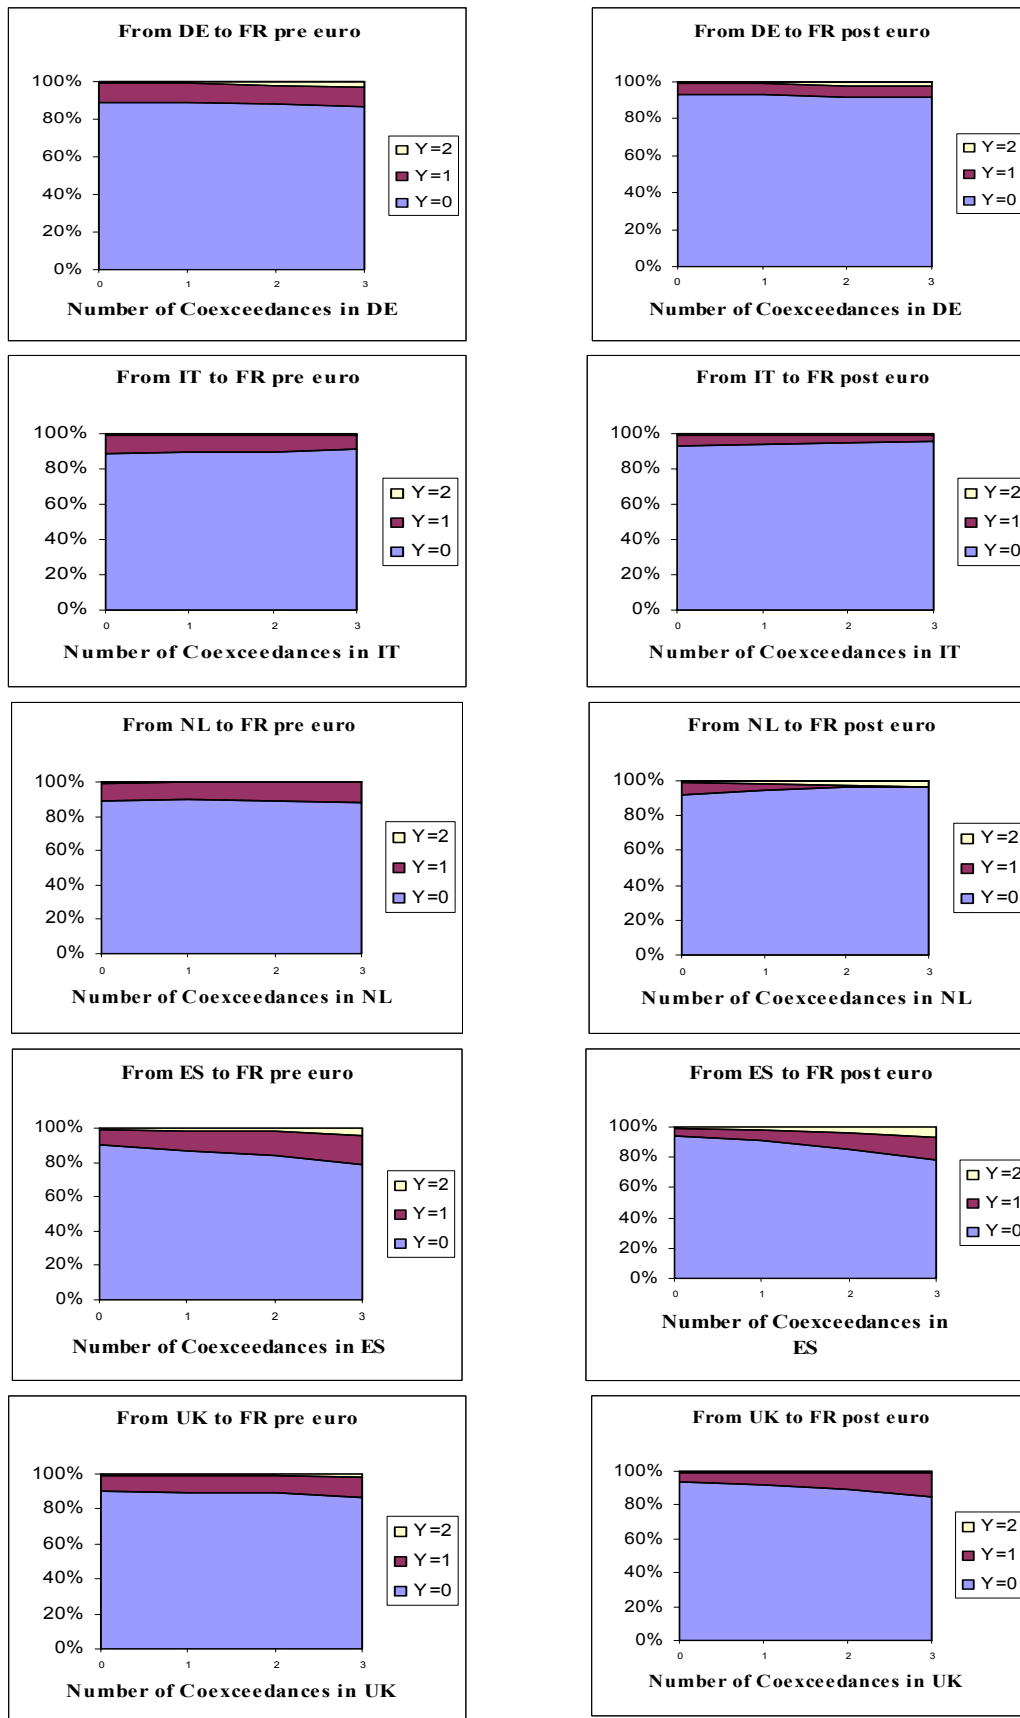 From DE to FR pre euro
100%
80%
60%
40%
20%
0%
0 1 2 3
Number of Coexceedances in DE
Y=2
Y=1
Y=0
From DE to FR post euro
100%
80%
60%
40%
20%
0%
0 1 2 3
Number of Coexceedances in DE
Y=2
Y=1
Y=0
From IT to FR pre euro
100%
80%
60%
40%
20%
0%
0 1 2 3
Number of Coexceedances in IT
Y=2
Y=1
Y=0
From IT to FR post euro
100%
80%
60%
40%
20%
0%
0 1 2 3
Number of Coexceedances in IT
Y=2
Y=1
Y=0
From NL to FR pre euro
100%
80%
60%
40%
20%
0%
0 1 2 3
Number of Coexceedances in NL
Y=2
Y=1
Y=0
From NL to FR post euro
100%
80%
60%
40%
20%
0%
0 1 2 3
Number of Coexceedances in NL
Y=2
Y=1
Y=0
From ES to FR pre euro
100%
80%
60%
40%
20%
0%
0 1 2 3
Number of Coexceedances in ES
Y=2
Y=1
Y=0
From ES to FR post euro
100%
80%
60%
40%
20%
0%
0 1 2 3
Number of Coexceedances in
ES
Y=2
Y=1
Y=0
From UK to FR pre euro
100%
80%
60%
40%
20%
0%
0 1 2 3
Number of Coexceedances in UK
Y=2
Y=1
Y=0
From UK to FR post euro
100%
80%
60%
40%
20%
0%
0 1 2 3
Number of Coexceedances in UK
Y=2
Y=1
Y=0